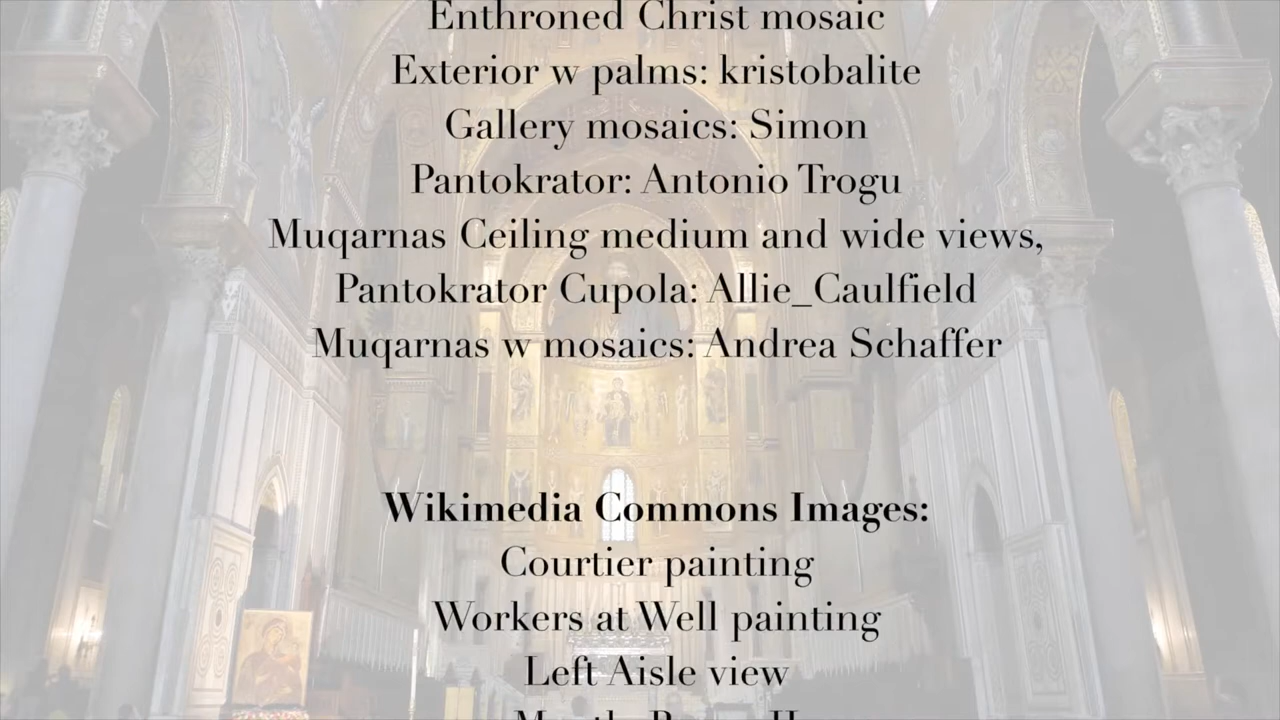 Enthroned Christ mosaic
Exterior w palms: kristobalite
Gallery mosaics: Simon
Pantokrator: Antonio Trogu
Muqarnas Ceiling medium and wide views,
Pantokrator Cupola: Allie_Caulfield
Muqarnas w mosaics: Andrea Schaffer
Wikimedia Commons Images:
Courtier painting
Workers at Well painting
Left Aisle view